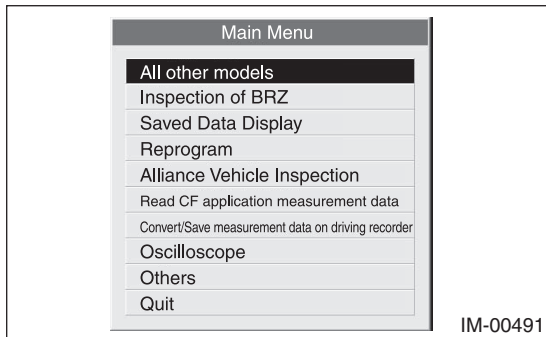 Main Menu
All other models
Inspection of BRZ
Saved Data Display
Reprogram
Alliance Vehicle Inspection
Read CF application measurement data
Convert/Save measurement data on driving recorder
Oscilloscope
Others
Quit
IM-00491